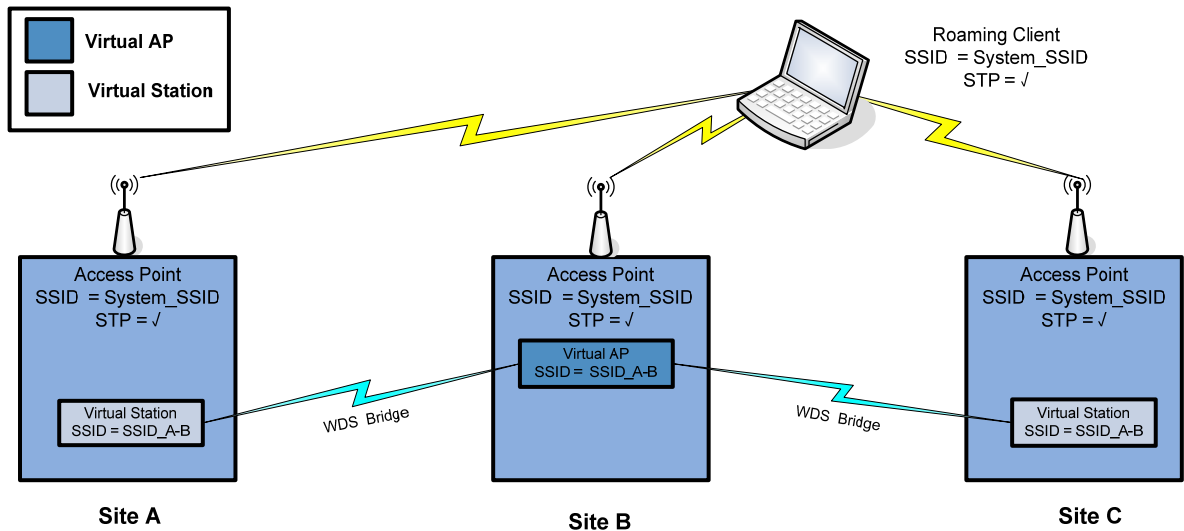 Virtual AP
Virtual Station
Roaming Client
SSID = System_SSID
STP = √
Access Point
SSID = System_SSID
STP = √
Virtual Station
SSID = SSID_A-B
Site A
WDS Bridge
Access Point
SSID = System_SSID
STP = √
Virtual AP
SSID = SSID_A-B
Site B
WDS Bridge
Access Point
SSID = System_SSID
STP = √
Virtual Station
SSID = SSID_A-B
Site C